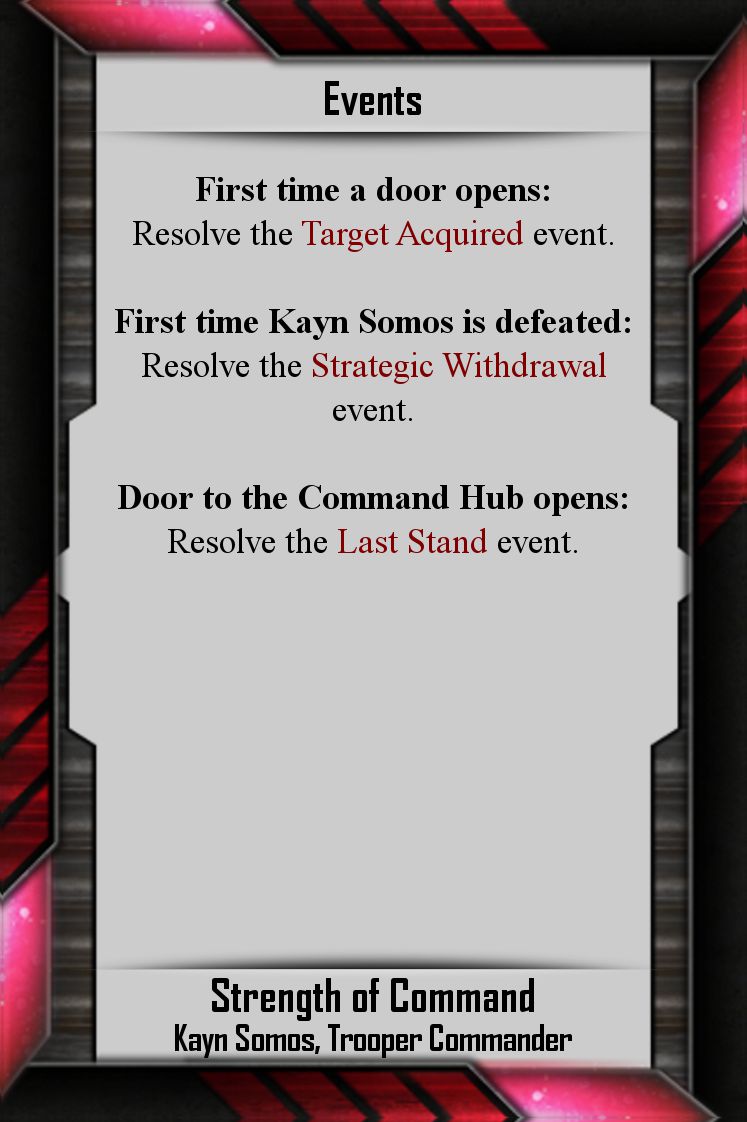 Events
First time a door opens:
Resolve the Target Acquired event.
First time Kayn Somos is defeated:
Resolve the Strategic Withdrawal
event.
Door to the Command Hub opens:
Resolve the Last Stand event.
Strength of Command
Kayn Somos, Trooper Commander